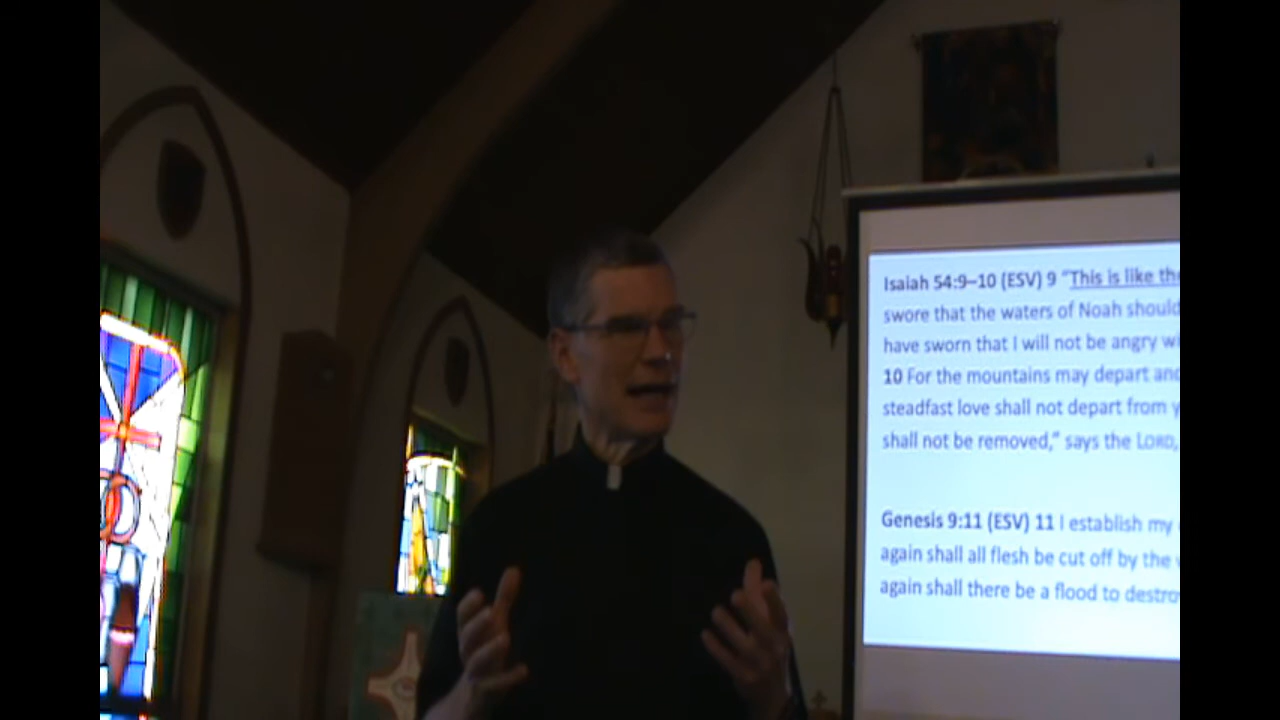 Isaiah 54:9–10 (ESV) 9 "This is like the
swore that the waters of Noah should
have sworn that I will not be angry wi
10 For the mountains may depart and
steadfast love shall not depart from y
shall not be removed," says the LORD,
Genesis 9:11 (ESV) 11 I establish my
again shall all flesh be cut off by the
again shall there be a flood to destro